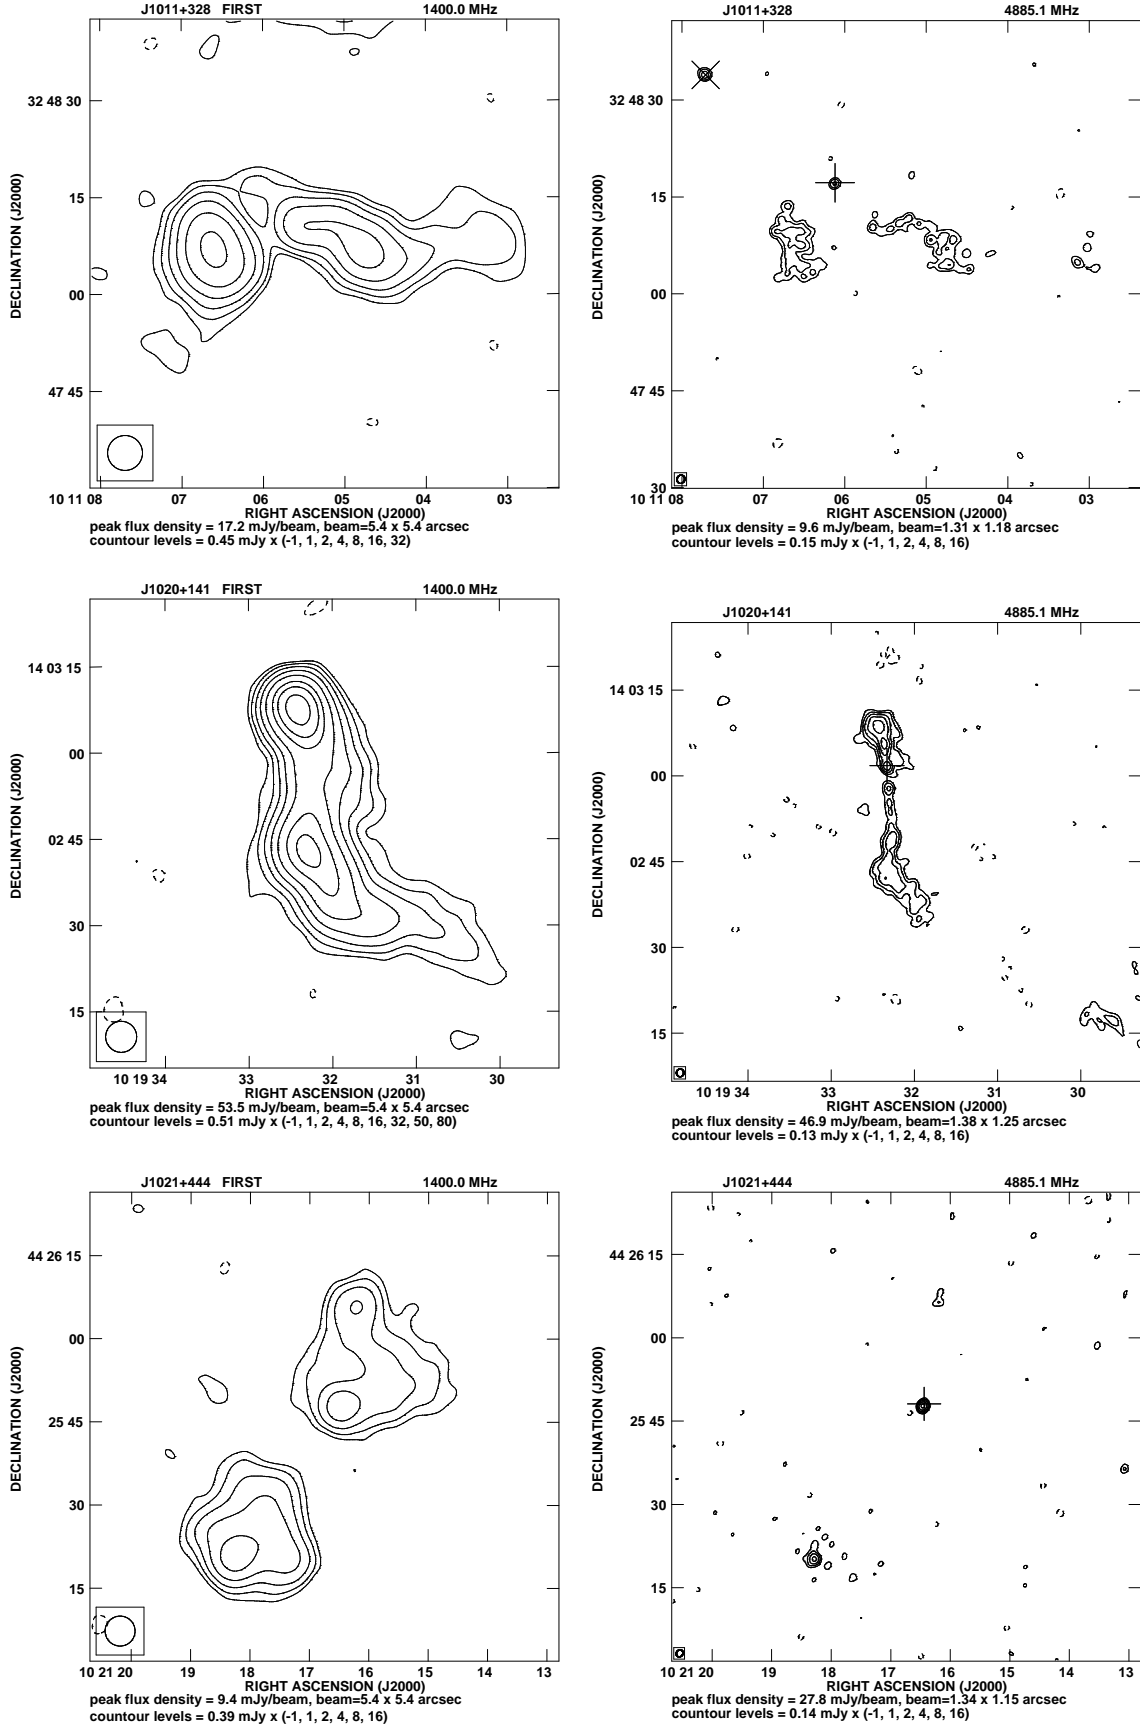 J1011+328 FIRST 1400.0 MHz
DECLINATION (J2000)
32 48 30
15
00
47 45
10 11 08 07 06 05 04 03
RIGHT ASCENSION (J2000)
peak flux density = 17.2 mJy/beam, beam=5.4 x 5.4 arcsec
countour levels = 0.45 mJy x (-1, 1, 2, 4, 8, 16, 32)
J1011+328 4885.1 MHz
DECLINATION (J2000)
32 48 30
15
00
47 45
30
10 11 08 07 06 05 04 03
RIGHT ASCENSION (J2000)
peak flux density = 9.6 mJy/beam, beam=1.31 x 1.18 arcsec
countour levels = 0.15 mJy x (-1, 1, 2, 4, 8, 16)
J1020+141 FIRST 1400.0 MHz
DECLINATION (J2000)
14 03 15
00
02 45
30
15
10 19 34 33 32 31 30
RIGHT ASCENSION (J2000)
peak flux density = 53.5 mJy/beam, beam=5.4 x 5.4 arcsec
countour levels = 0.51 mJy x (-1, 1, 2, 4, 8, 16, 32, 50, 80)
J1020+141 4885.1 MHz
DECLINATION (J2000)
14 03 15
00
02 45
30
15
10 19 34 33 32 31 30
RIGHT ASCENSION (J2000)
peak flux density = 46.9 mJy/beam, beam=1.38 x 1.25 arcsec
countour levels = 0.13 mJy x (-1, 1, 2, 4, 8, 16)
J1021+444 FIRST 1400.0 MHz
DECLINATION (J2000)
44 26 15
00
25 45
30
15
10 21 20 19 18 17 16 15 14 13
RIGHT ASCENSION (J2000)
peak flux density = 9.4 mJy/beam, beam=5.4 x 5.4 arcsec
countour levels = 0.39 mJy x (-1, 1, 2, 4, 8, 16)
J1021+444 4885.1 MHz
DECLINATION (J2000)
44 26 15
00
25 45
30
15
10 21 20 19 18 17 16 15 14 13
RIGHT ASCENSION (J2000)
peak flux density = 27.8 mJy/beam, beam=1.34 x 1.15 arcsec
countour levels = 0.14 mJy x (-1, 1, 2, 4, 8, 16)